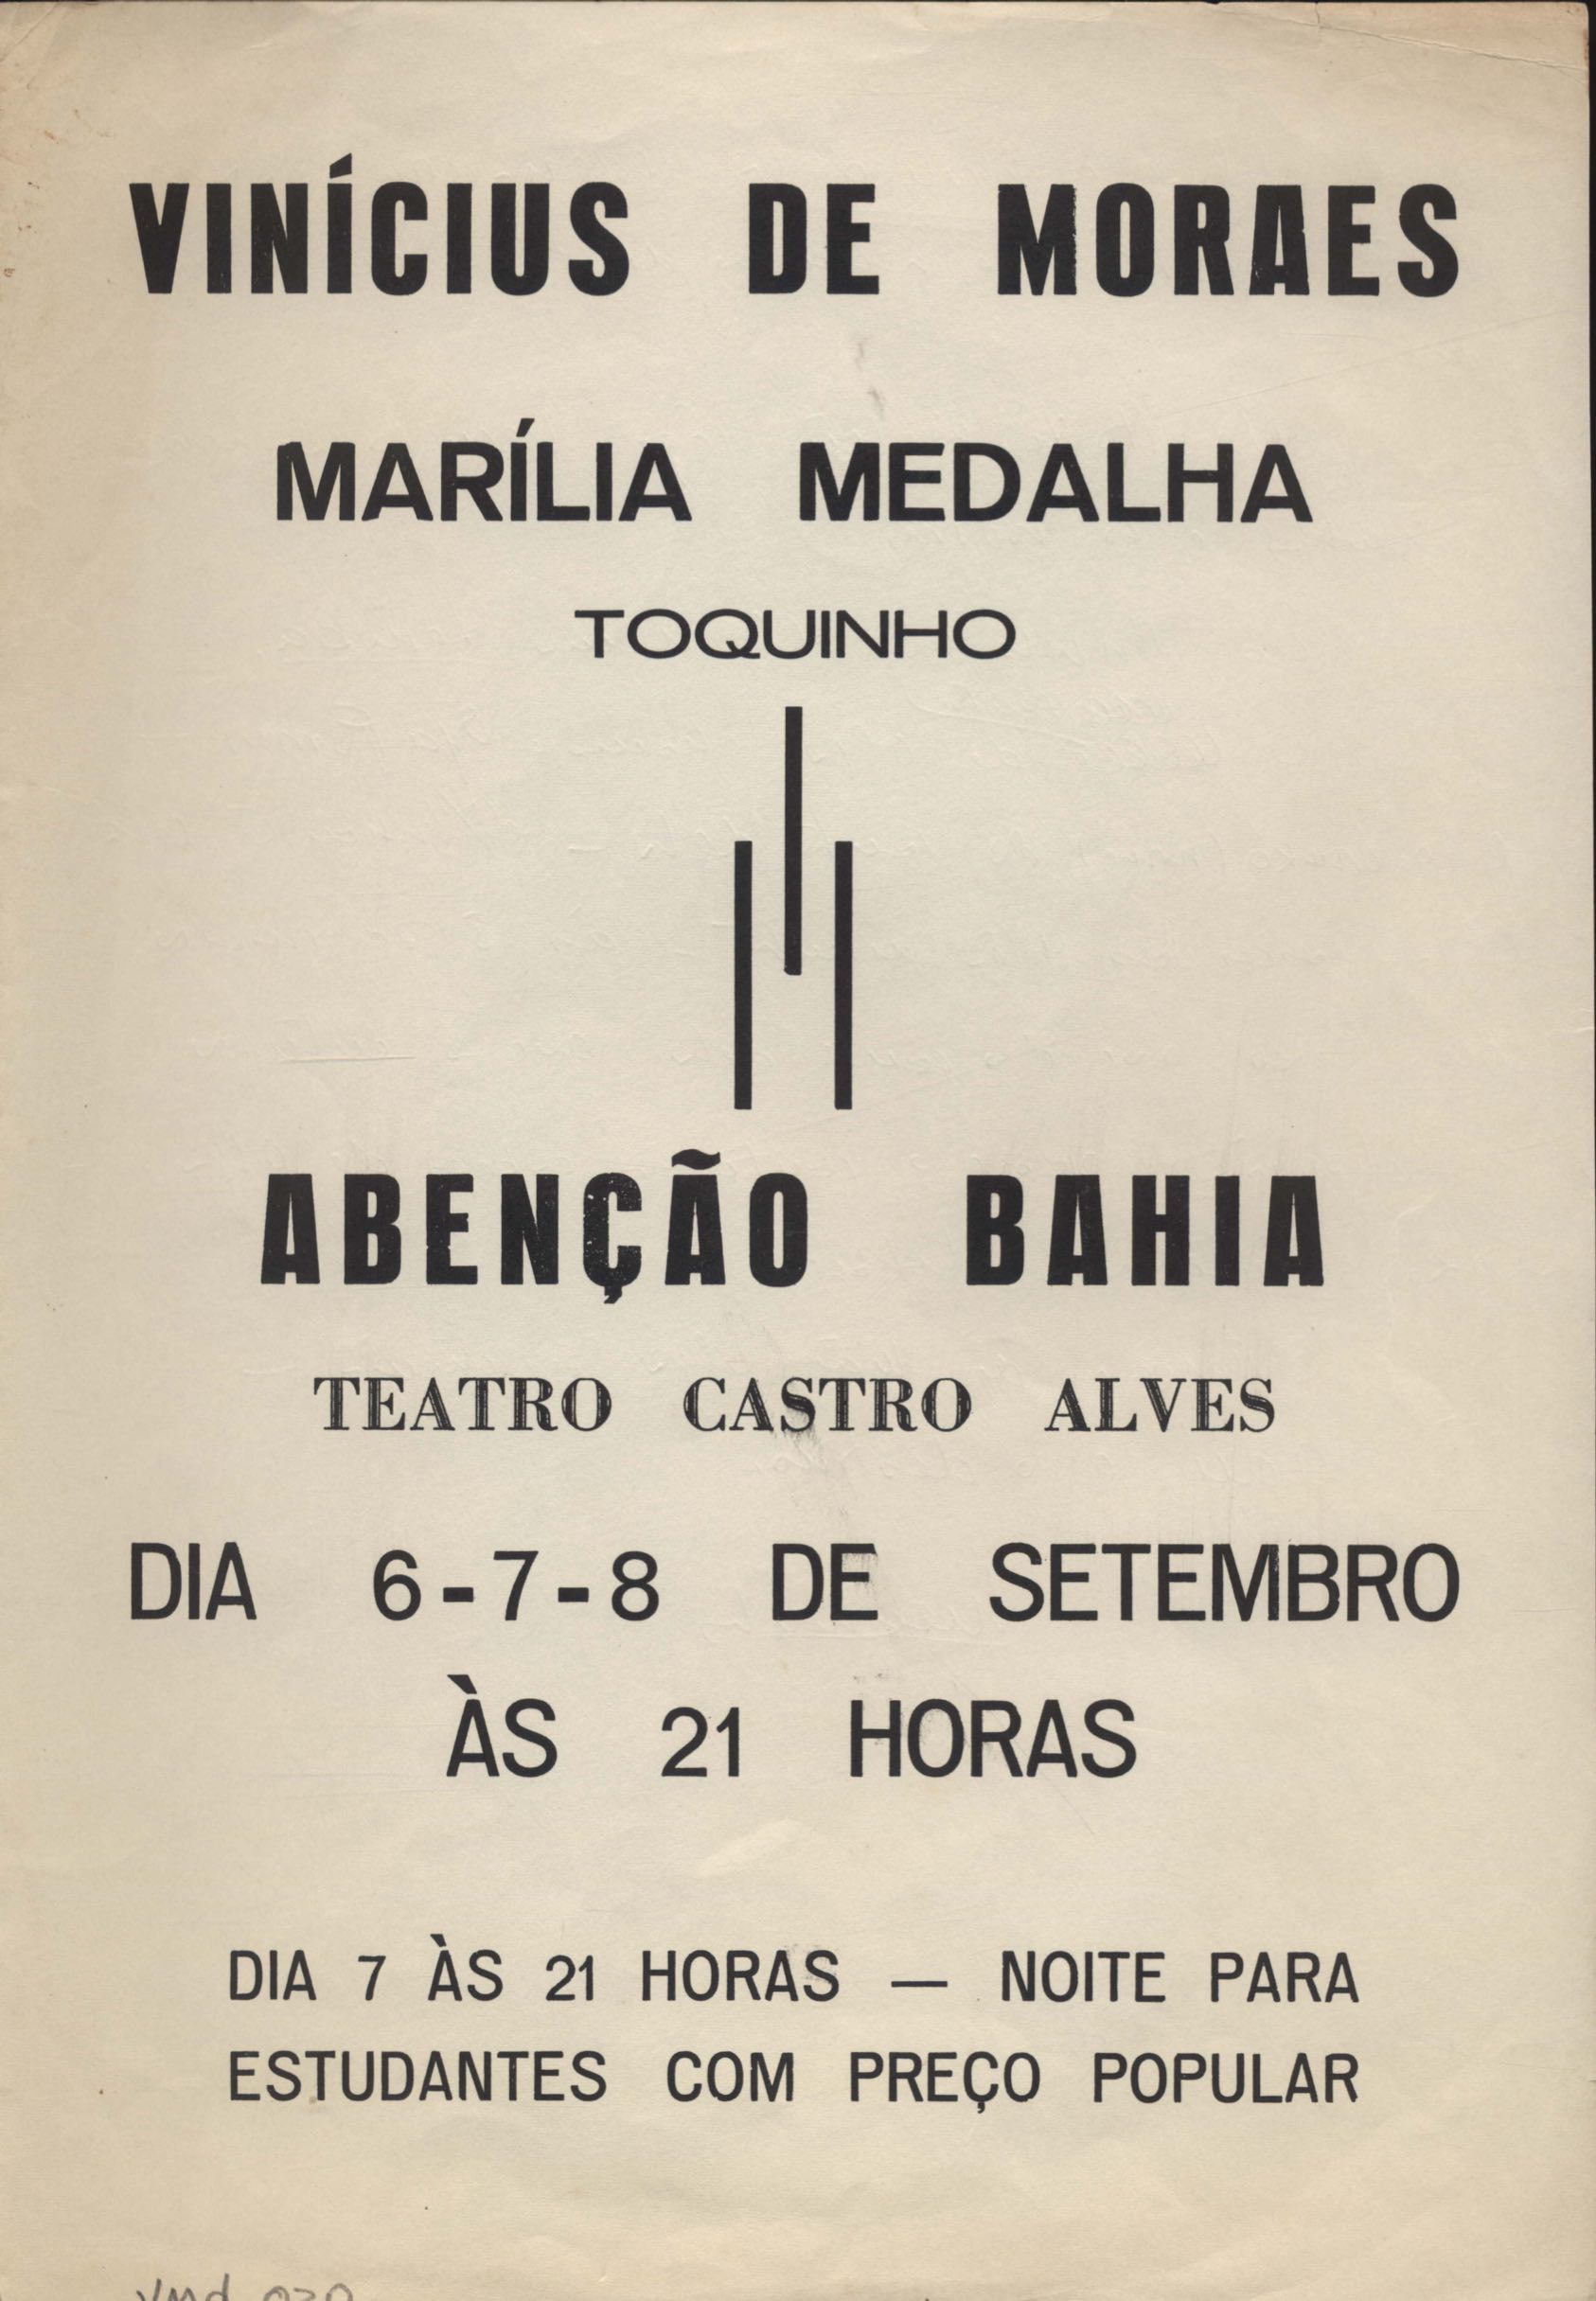 VINÍCIUS DE MORAES
MARÍLIA MEDALHA
TOQUINHO
ABENÇÃO BAHIA
TEATRO CASTRO ALVES
DIA 6-7-8 DE SETEMBRO
ÀS 21 HORAS
DIA 7 ÀS 21 HORAS — NOITE PARA
ESTUDANTES COM PREÇO POPULAR